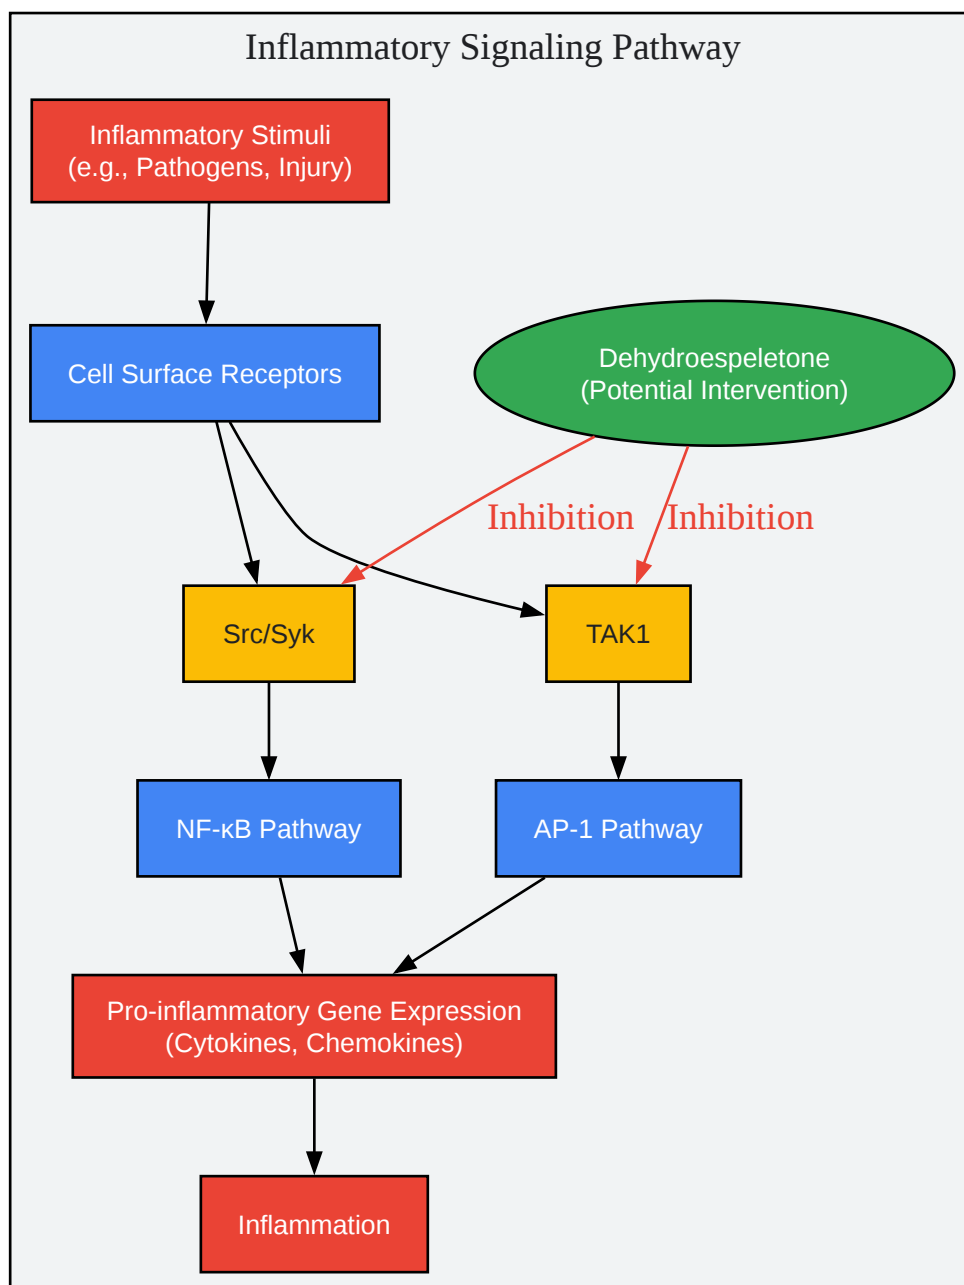 Inflammatory Signaling Pathway
Inflammatory Stimuli
(e.g., Pathogens, Injury)
Cell Surface Receptors
Dehydroespeletone
(Potential Intervention)
Inhibition
Inhibition
Src/Syk
TAK1
NF-κB Pathway
AP-1 Pathway
Pro-inflammatory Gene Expression
(Cytokines, Chemokines)
Inflammation